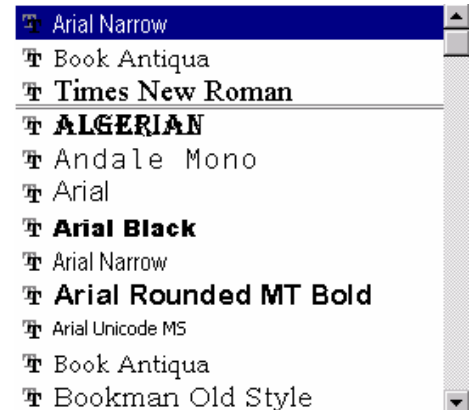 Arial Narrow
Book Antiqua
Times New Roman
ALGERIAN
Andale Mono
Arial
Arial Black
Arial Narrow
Arial Rounded MT Bold
Arial Unicode MS
Book Antiqua
Bookman Old Style